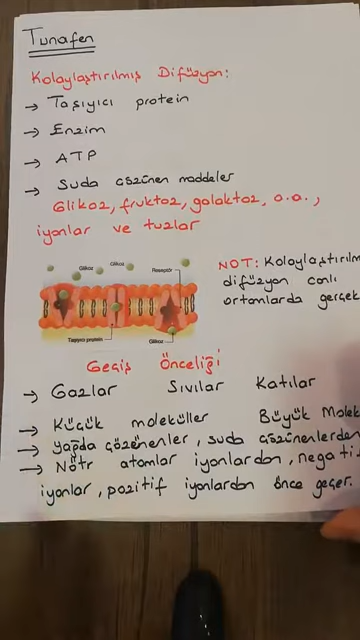 Tunafen
Kolaylaştırılmış Difüzyon:
→ Taşıyıcı protein
→ Enzim
→ ATP
→ Suda çözünen maddeler
Glikoz, fruktoz, galaktoz, a.a.,
iyonlar ve tuzlar
Glikoz Glikoz Reseptör
Taşıyıcı protein Glikoz
NOT: Kolaylaştırılm
difüzyon canlı
ortamlarda gerçek
Geçiş Önceliği
→ Gazlar Sıvılar Katılar
→ Küçük moleküller Büyük Molek
→ Yağda çözünenler, suda çözünenlerden
→ Nötr atomlar iyonlardan, negati
iyonlar, pozitif iyonlardan önce geçer.